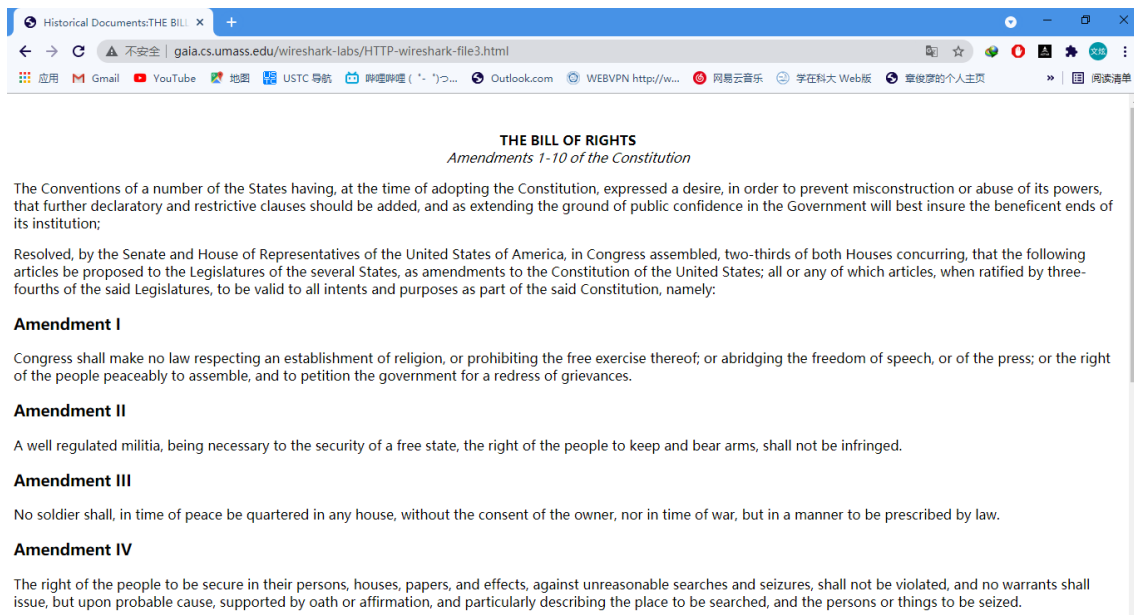 Historical Documents:THE BILL
不安全 | gaia.cs.umass.edu/wireshark-labs/HTTP-wireshark-file3.html
文炫
应用 Gmail YouTube 地图 USTC 导航 哔哩哔哩 ( ゜- ゜)つ... Outlook.com WEBVPN http://w... 网易云音乐 学在科大 Web版 章俊彦的个人主页 » 阅读清单
THE BILL OF RIGHTS
Amendments 1-10 of the Constitution
The Conventions of a number of the States having, at the time of adopting the Constitution, expressed a desire, in order to prevent misconstruction or abuse of its powers,
that further declaratory and restrictive clauses should be added, and as extending the ground of public confidence in the Government will best insure the beneficent ends of
its institution;
Resolved, by the Senate and House of Representatives of the United States of America, in Congress assembled, two-thirds of both Houses concurring, that the following
articles be proposed to the Legislatures of the several States, as amendments to the Constitution of the United States; all or any of which articles, when ratified by three-
fourths of the said Legislatures, to be valid to all intents and purposes as part of the said Constitution, namely:
Amendment I
Congress shall make no law respecting an establishment of religion, or prohibiting the free exercise thereof; or abridging the freedom of speech, or of the press; or the right
of the people peaceably to assemble, and to petition the government for a redress of grievances.
Amendment II
A well regulated militia, being necessary to the security of a free state, the right of the people to keep and bear arms, shall not be infringed.
Amendment III
No soldier shall, in time of peace be quartered in any house, without the consent of the owner, nor in time of war, but in a manner to be prescribed by law.
Amendment IV
The right of the people to be secure in their persons, houses, papers, and effects, against unreasonable searches and seizures, shall not be violated, and no warrants shall
issue, but upon probable cause, supported by oath or affirmation, and particularly describing the place to be searched, and the persons or things to be seized.